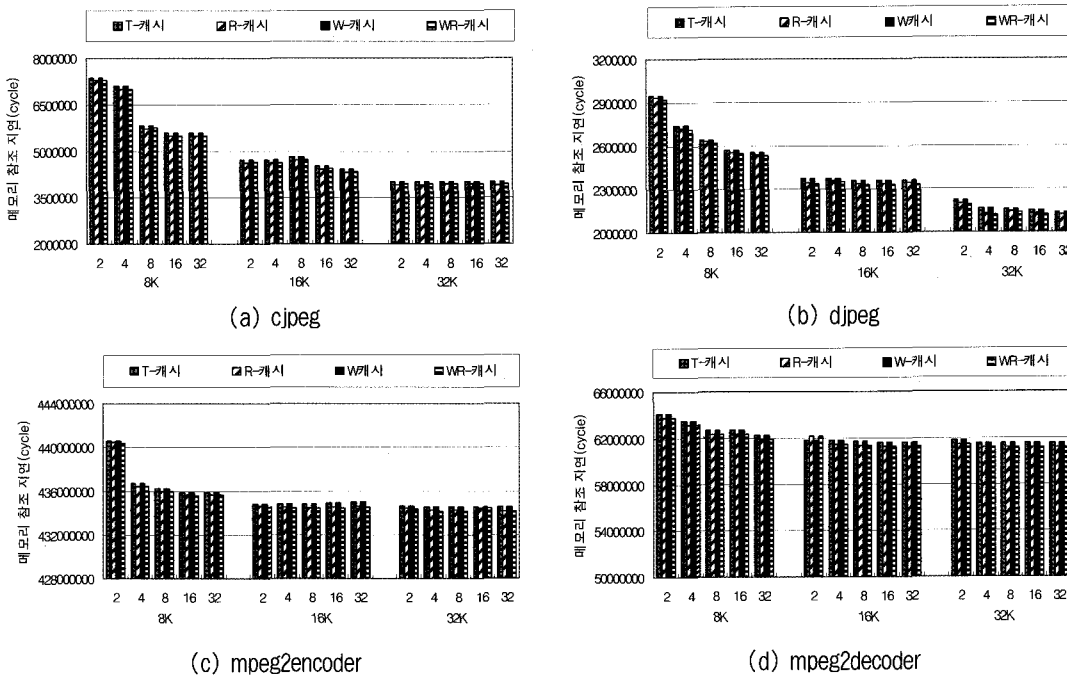 T-캐시 R-캐시 W-캐시 WR-캐시
메모리 참조 지연(cycle)
8000000
6500000
5000000
3500000
2000000
2 4 8 16 32 2 4 8 16 32 2 4 8 16 32
8K 16K 32K
(a) cjpeg
T-캐시 R-캐시 W캐시 WR-캐시
메모리 참조 지연(cycle)
3200000
2900000
2600000
2300000
2000000
2 4 8 16 32 2 4 8 16 32 2 4 8 16 32
8K 16K 32K
(b) djpeg
T-캐시 R-캐시 W캐시 WR-캐시
메모리 참조 지연(cycle)
444000000
440000000
436000000
432000000
428000000
2 4 8 16 32 2 4 8 16 32 2 4 8 16 32
8K 16K 32K
(c) mpeg2encoder
T-캐시 R-캐시 W-캐시 WR-캐시
메모리 참조 지연(cycle)
66000000
62000000
58000000
54000000
50000000
2 4 8 16 32 2 4 8 16 32 2 4 8 16 32
8K 16K 32K
(d) mpeg2decoder